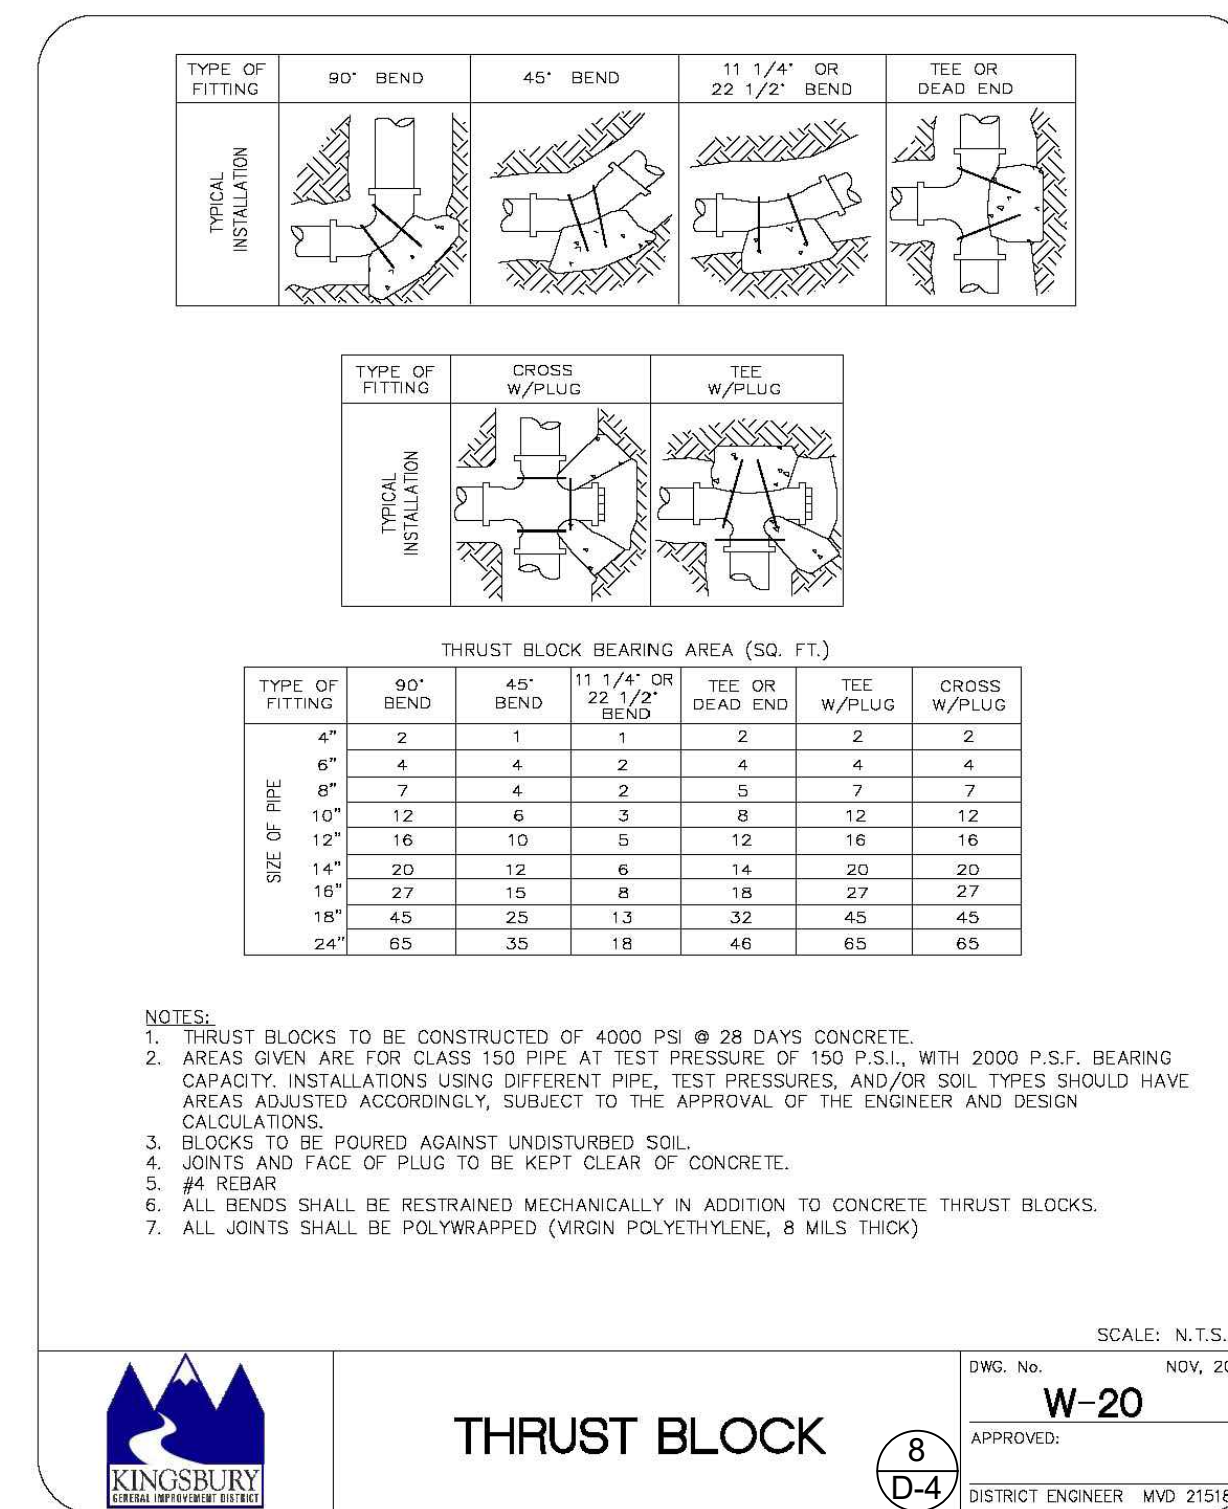 TYPE OF FITTING 90° BEND 45° BEND 11 1/4° OR 22 1/2° BEND TEE OR DEAD END
TYPICAL INSTALLATION
TYPE OF FITTING CROSS W/PLUG TEE W/PLUG
TYPICAL INSTALLATION
THRUST BLOCK BEARING AREA (SQ. FT.)
TYPE OF FITTING 90° BEND 45° BEND 11 1/4° OR 22 1/2° BEND TEE OR DEAD END TEE W/PLUG CROSS W/PLUG
SIZE OF PIPE
4" 2 1 1 2 2 2
6" 4 4 2 4 4 4
8" 7 4 2 5 7 7
10" 12 6 3 8 12 12
12" 16 10 5 12 16 16
14" 20 12 6 14 20 20
16" 27 15 8 18 27 27
18" 45 25 13 32 45 45
24" 65 35 18 46 65 65
NOTES:
1. THRUST BLOCKS TO BE CONSTRUCTED OF 4000 PSI @ 28 DAYS CONCRETE.
2. AREAS GIVEN ARE FOR CLASS 150 PIPE AT TEST PRESSURE OF 150 P.S.I., WITH 2000 P.S.F. BEARING
CAPACITY. INSTALLATIONS USING DIFFERENT PIPE, TEST PRESSURES, AND/OR SOIL TYPES SHOULD HAVE
AREAS ADJUSTED ACCORDINGLY, SUBJECT TO THE APPROVAL OF THE ENGINEER AND DESIGN
CALCULATIONS.
3. BLOCKS TO BE POURED AGAINST UNDISTURBED SOIL.
4. JOINTS AND FACE OF PLUG TO BE KEPT CLEAR OF CONCRETE.
5. #4 REBAR
6. ALL BENDS SHALL BE RESTRAINED MECHANICALLY IN ADDITION TO CONCRETE THRUST BLOCKS.
7. ALL JOINTS SHALL BE POLYWRAPPED (VIRGIN POLYETHYLENE, 8 MILS THICK)
SCALE: N.T.S.
KINGSBURY
GENERAL IMPROVEMENT DISTRICT
THRUST BLOCK
8
D-4
DWG. No. NOV, 20
W-20
APPROVED:
DISTRICT ENGINEER MVD 21518